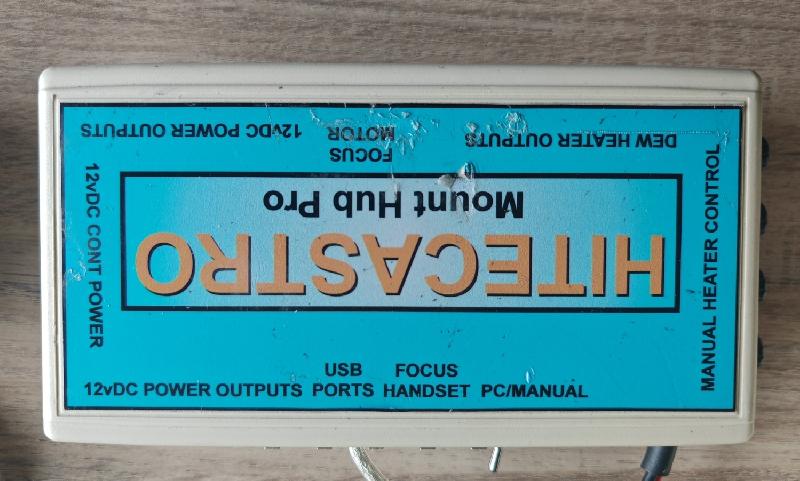 12vDC POWER OUTPUTS
FOCUS
MOTOR
DEW HEATER OUTPUTS
12vDC CONT POWER
HITECASTRO
Mount Hub Pro
MANUAL HEATER CONTROL
12vDC POWER OUTPUTS
USB
PORTS
FOCUS
HANDSET
PC/MANUAL